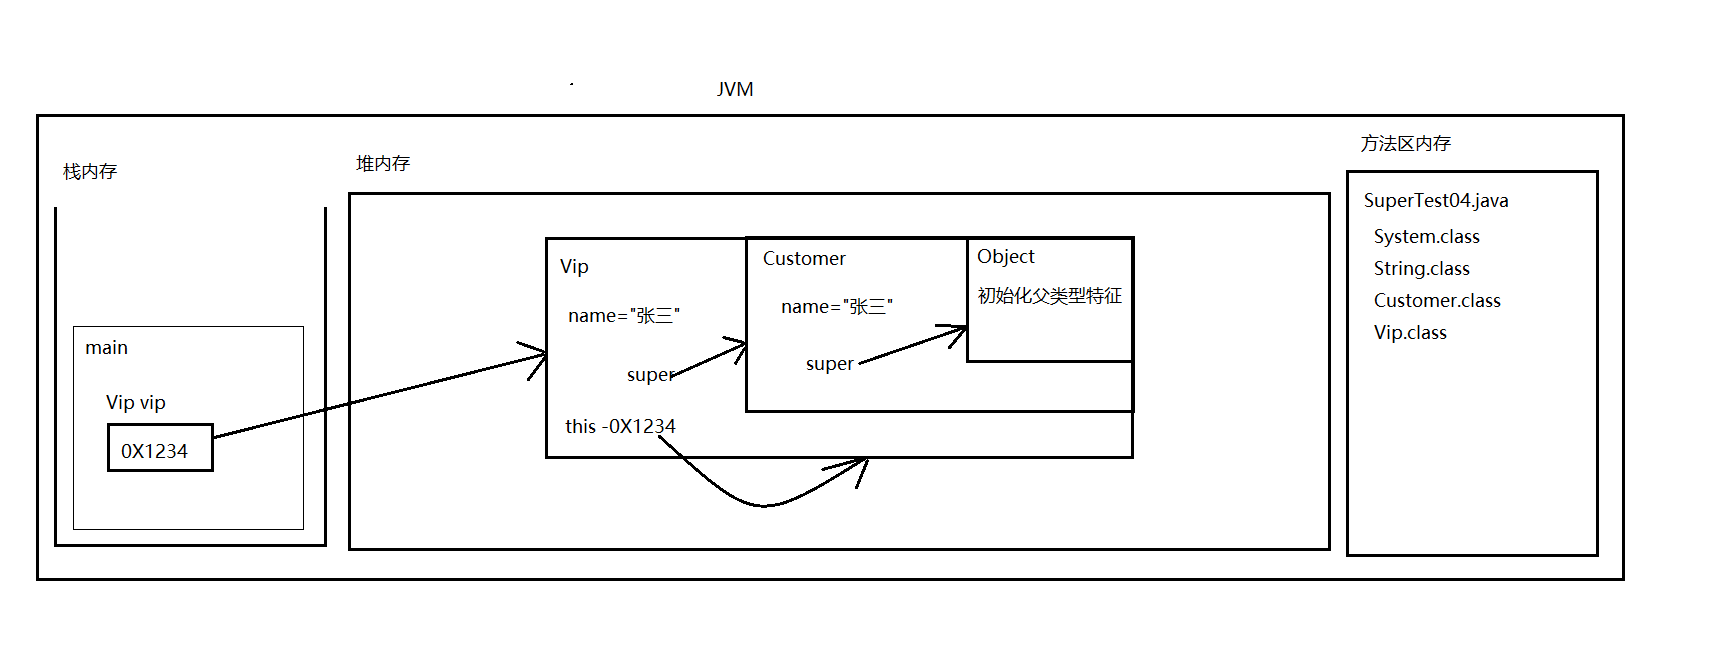 JVM
栈内存
main
Vip vip
0X1234
堆内存
Vip
name="张三"
super
this -0X1234
Customer
name="张三"
super
Object
初始化父类型特征
方法区内存
SuperTest04.java
System.class
String.class
Customer.class
Vip.class